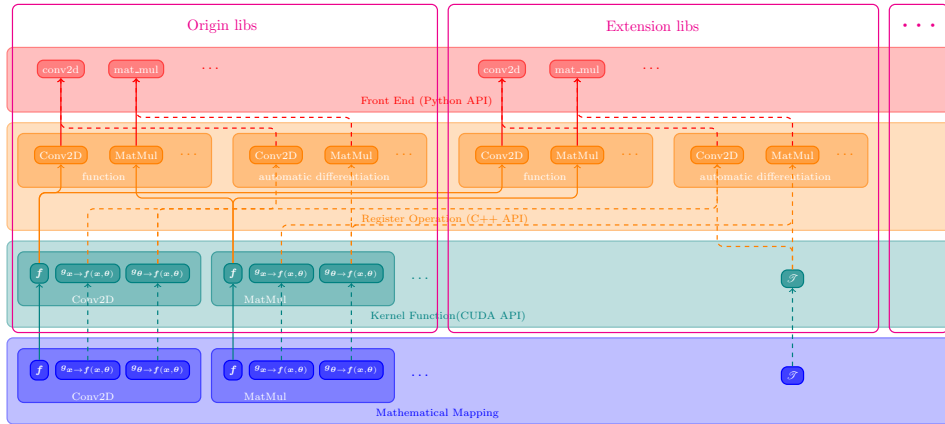 Origin libs Extension libs ...
conv2d mat_mul ... conv2d mat_mul ...
Front End (Python API)
Conv2D MatMul ... Conv2D MatMul ... Conv2D MatMul ... Conv2D MatMul ...
function automatic differentiation function automatic differentiation
Register Operation (C++ API)
f g_{x→f(x,θ)} g_{θ→f(x,θ)} f g_{x→f(x,θ)} g_{θ→f(x,θ)} ... 𝒯
Conv2D MatMul
Kernel Function(CUDA API)
f g_{x→f(x,θ)} g_{θ→f(x,θ)} f g_{x→f(x,θ)} g_{θ→f(x,θ)} ... 𝒯
Conv2D MatMul
Mathematical Mapping